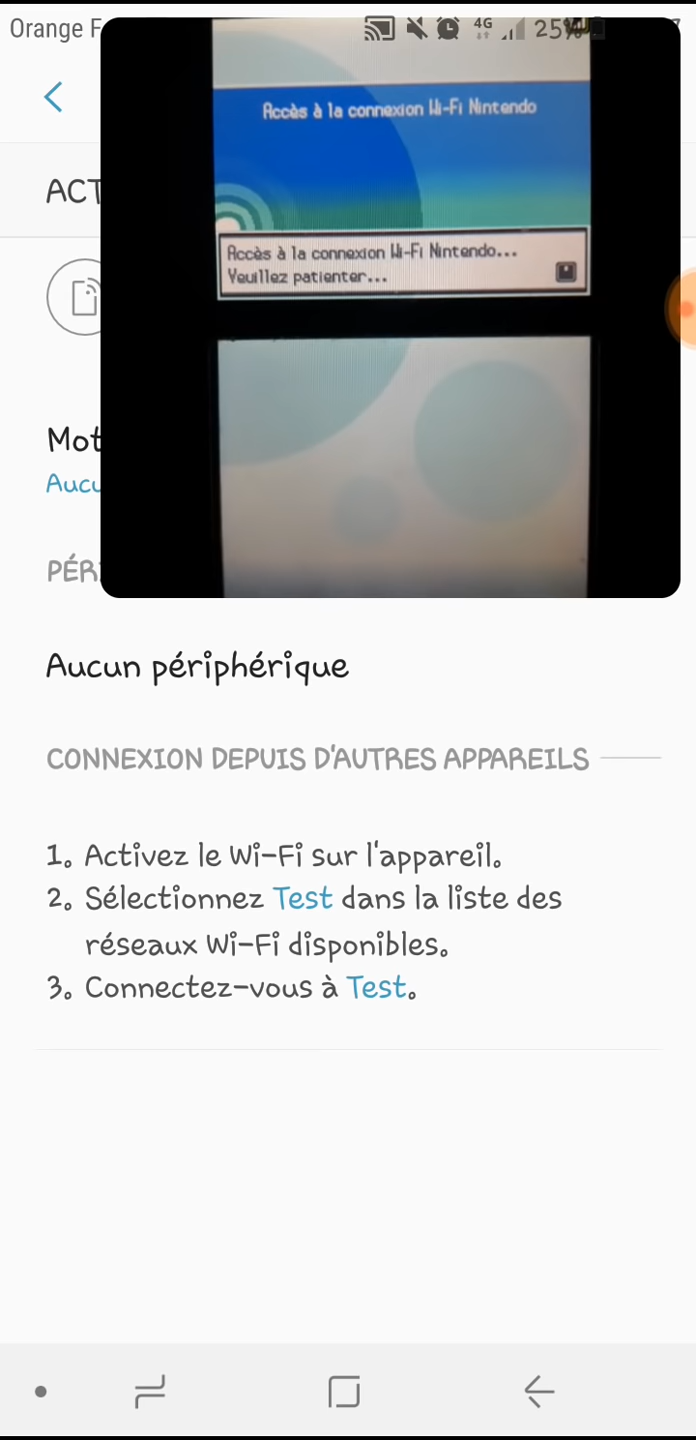 Orange F
4G
25%
Accès à la connexion Wi-Fi Nintendo
ACT
Accès à la connexion Wi-Fi Nintendo...
Veuillez patienter...
Mot
Aucu
PÉR
Aucun périphérique
CONNEXION DEPUIS D'AUTRES APPAREILS
1. Activez le Wi-Fi sur l'appareil.
2. Sélectionnez Test dans la liste des
réseaux Wi-Fi disponibles.
3. Connectez-vous à Test.